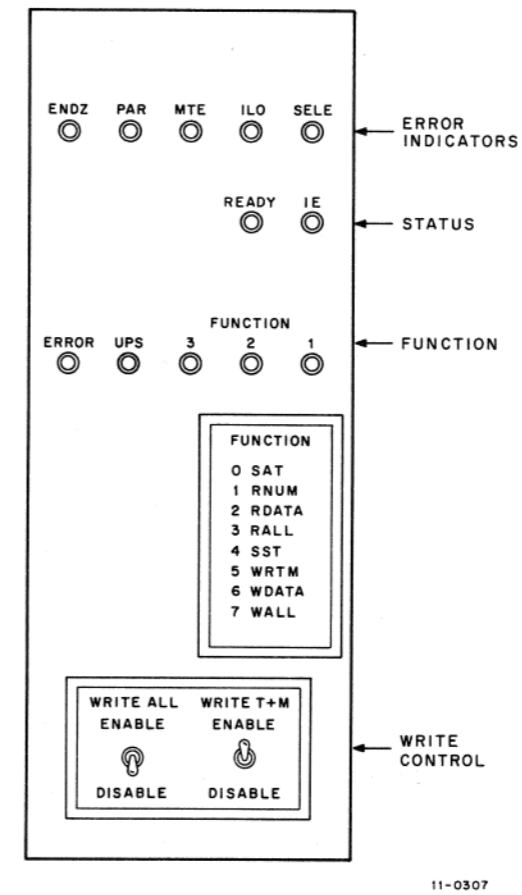 ENDZ PAR MTE ILO SELE
ERROR
INDICATORS
READY IE
STATUS
FUNCTION
ERROR UPS 3 2 1
FUNCTION
FUNCTION
0 SAT
1 RNUM
2 RDATA
3 RALL
4 SST
5 WRTM
6 WDATA
7 WALL
WRITE ALL WRITE T+M
ENABLE ENABLE
DISABLE DISABLE
WRITE
CONTROL
11-0307